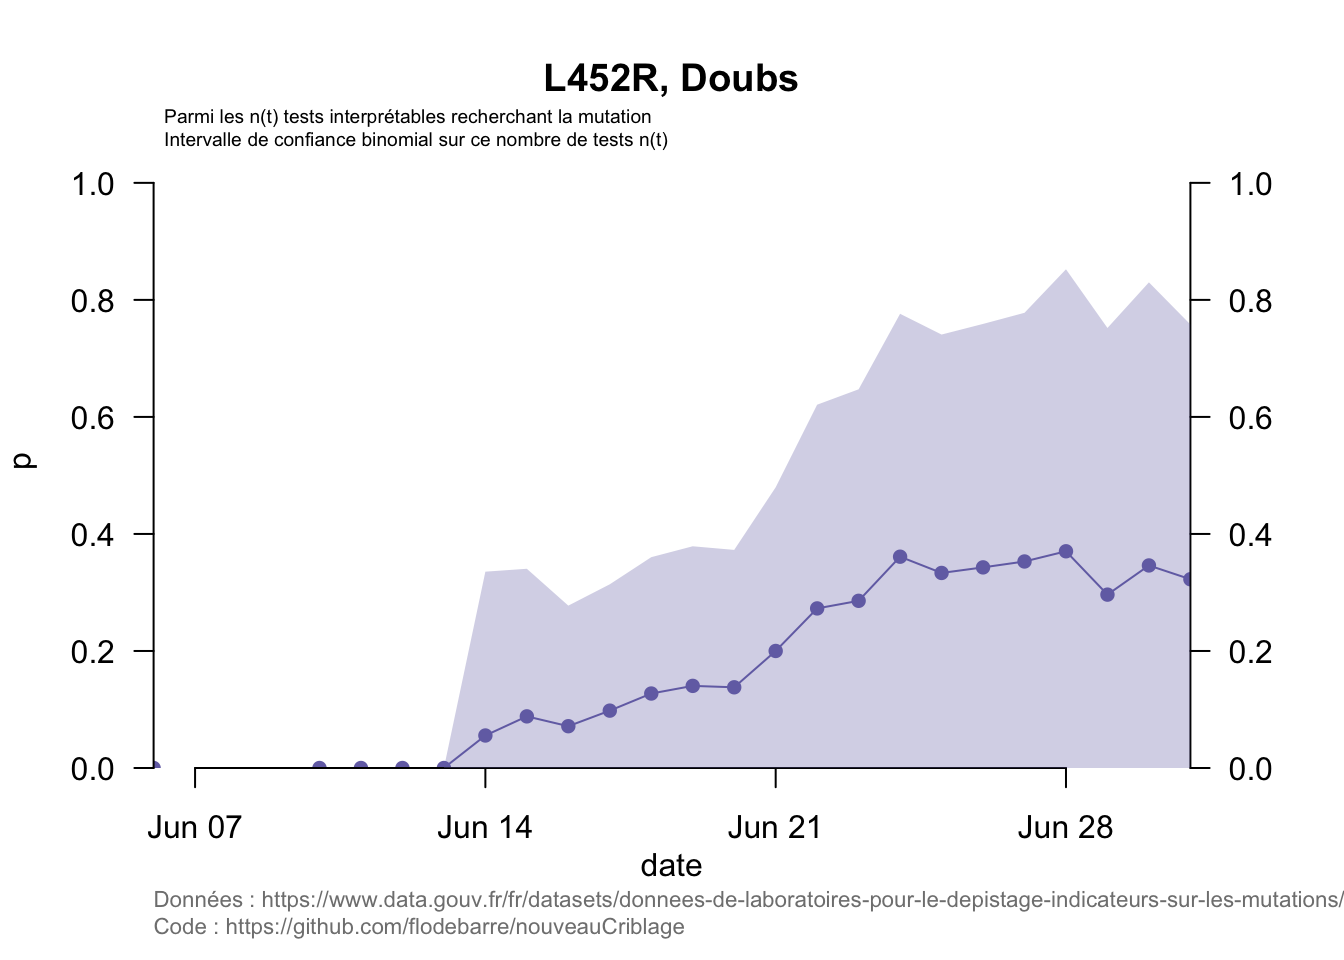 L452R, Doubs
Parmi les n(t) tests interprétables recherchant la mutation
Intervalle de confiance binomial sur ce nombre de tests n(t)
1.0
0.8
0.6
0.4
0.2
0.0
p
1.0
0.8
0.6
0.4
0.2
0.0
Jun 07 Jun 14 Jun 21 Jun 28
date
Données : https://www.data.gouv.fr/fr/datasets/donnees-de-laboratoires-pour-le-depistage-indicateurs-sur-les-mutations/
Code : https://github.com/flodebarre/nouveauCriblage